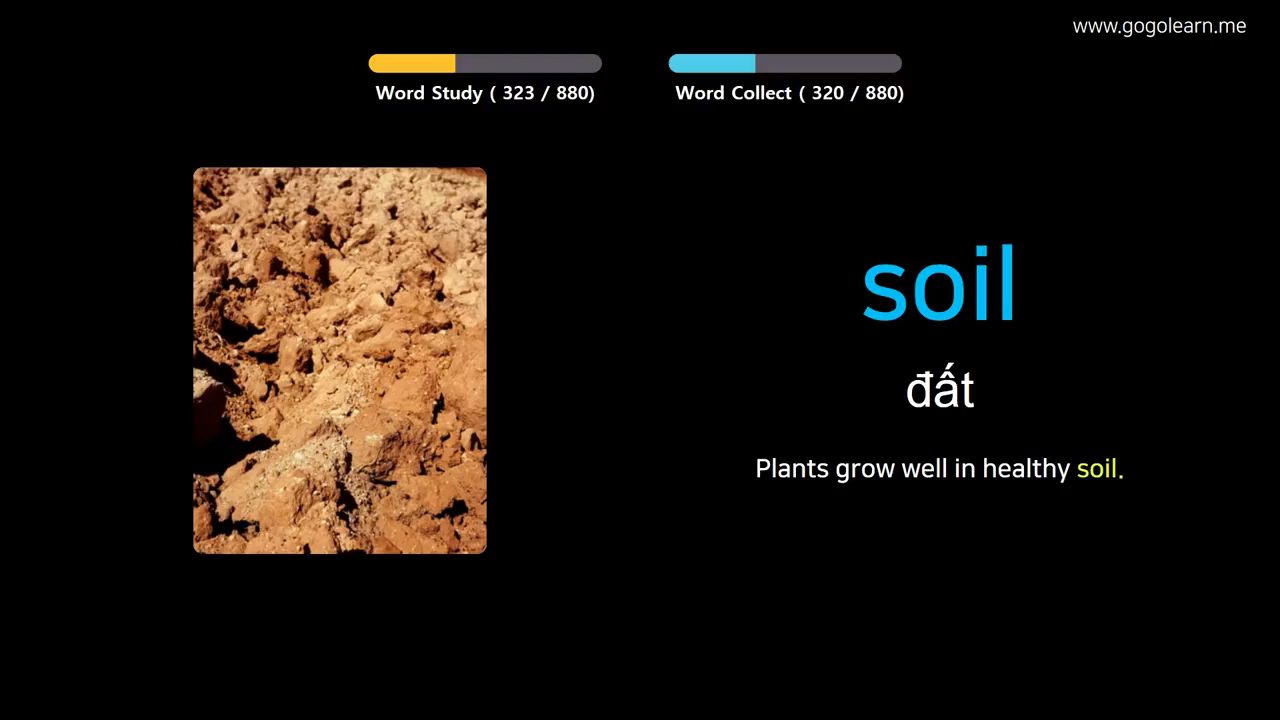 www.gogolearn.me
Word Study ( 323 / 880)
Word Collect ( 320 / 880)
soil
đất
Plants grow well in healthy soil.